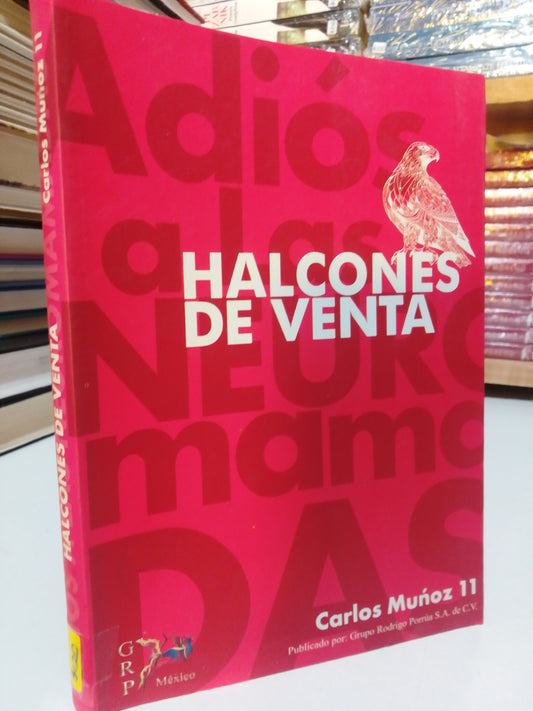 Adiós
a las
NEURO
mama
DAS
HALCONES
DE VENTA
Carlos Muńoz 11
Publicado por: Grupo Rodrigo Porrúa S.A. de C.V.
GRP
México
HALCONES DE VENTA
Carlos Muñoz 11